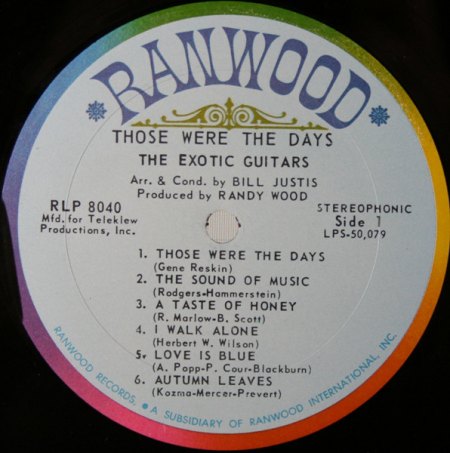 RANWOOD
THOSE WERE THE DAYS
THE EXOTIC GUITARS
Arr. & Cond. by BILL JUSTIS
Produced by RANDY WOOD
RLP 8040
Mfd. for Teleklew
Productions, Inc.
STEREOPHONIC
Side 1
LPS-50,079
1. THOSE WERE THE DAYS
(Gene Reskin)
2. THE SOUND OF MUSIC
(Rodgers-Hammerstein)
3. A TASTE OF HONEY
(R. Marlow-B. Scott)
4. I WALK ALONE
(Herbert W. Wilson)
5. LOVE IS BLUE
(A. Popp-P. Cour-Blackburn)
6. AUTUMN LEAVES
(Kozma-Mercer-Prevert)
RANWOOD RECORDS, • A SUBSIDIARY OF RANWOOD INTERNATIONAL, INC.